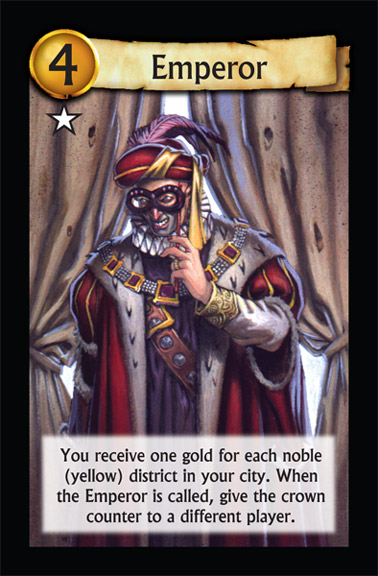 4
Emperor
You receive one gold for each noble
(yellow) district in your city. When
the Emperor is called, give the crown
counter to a different player.